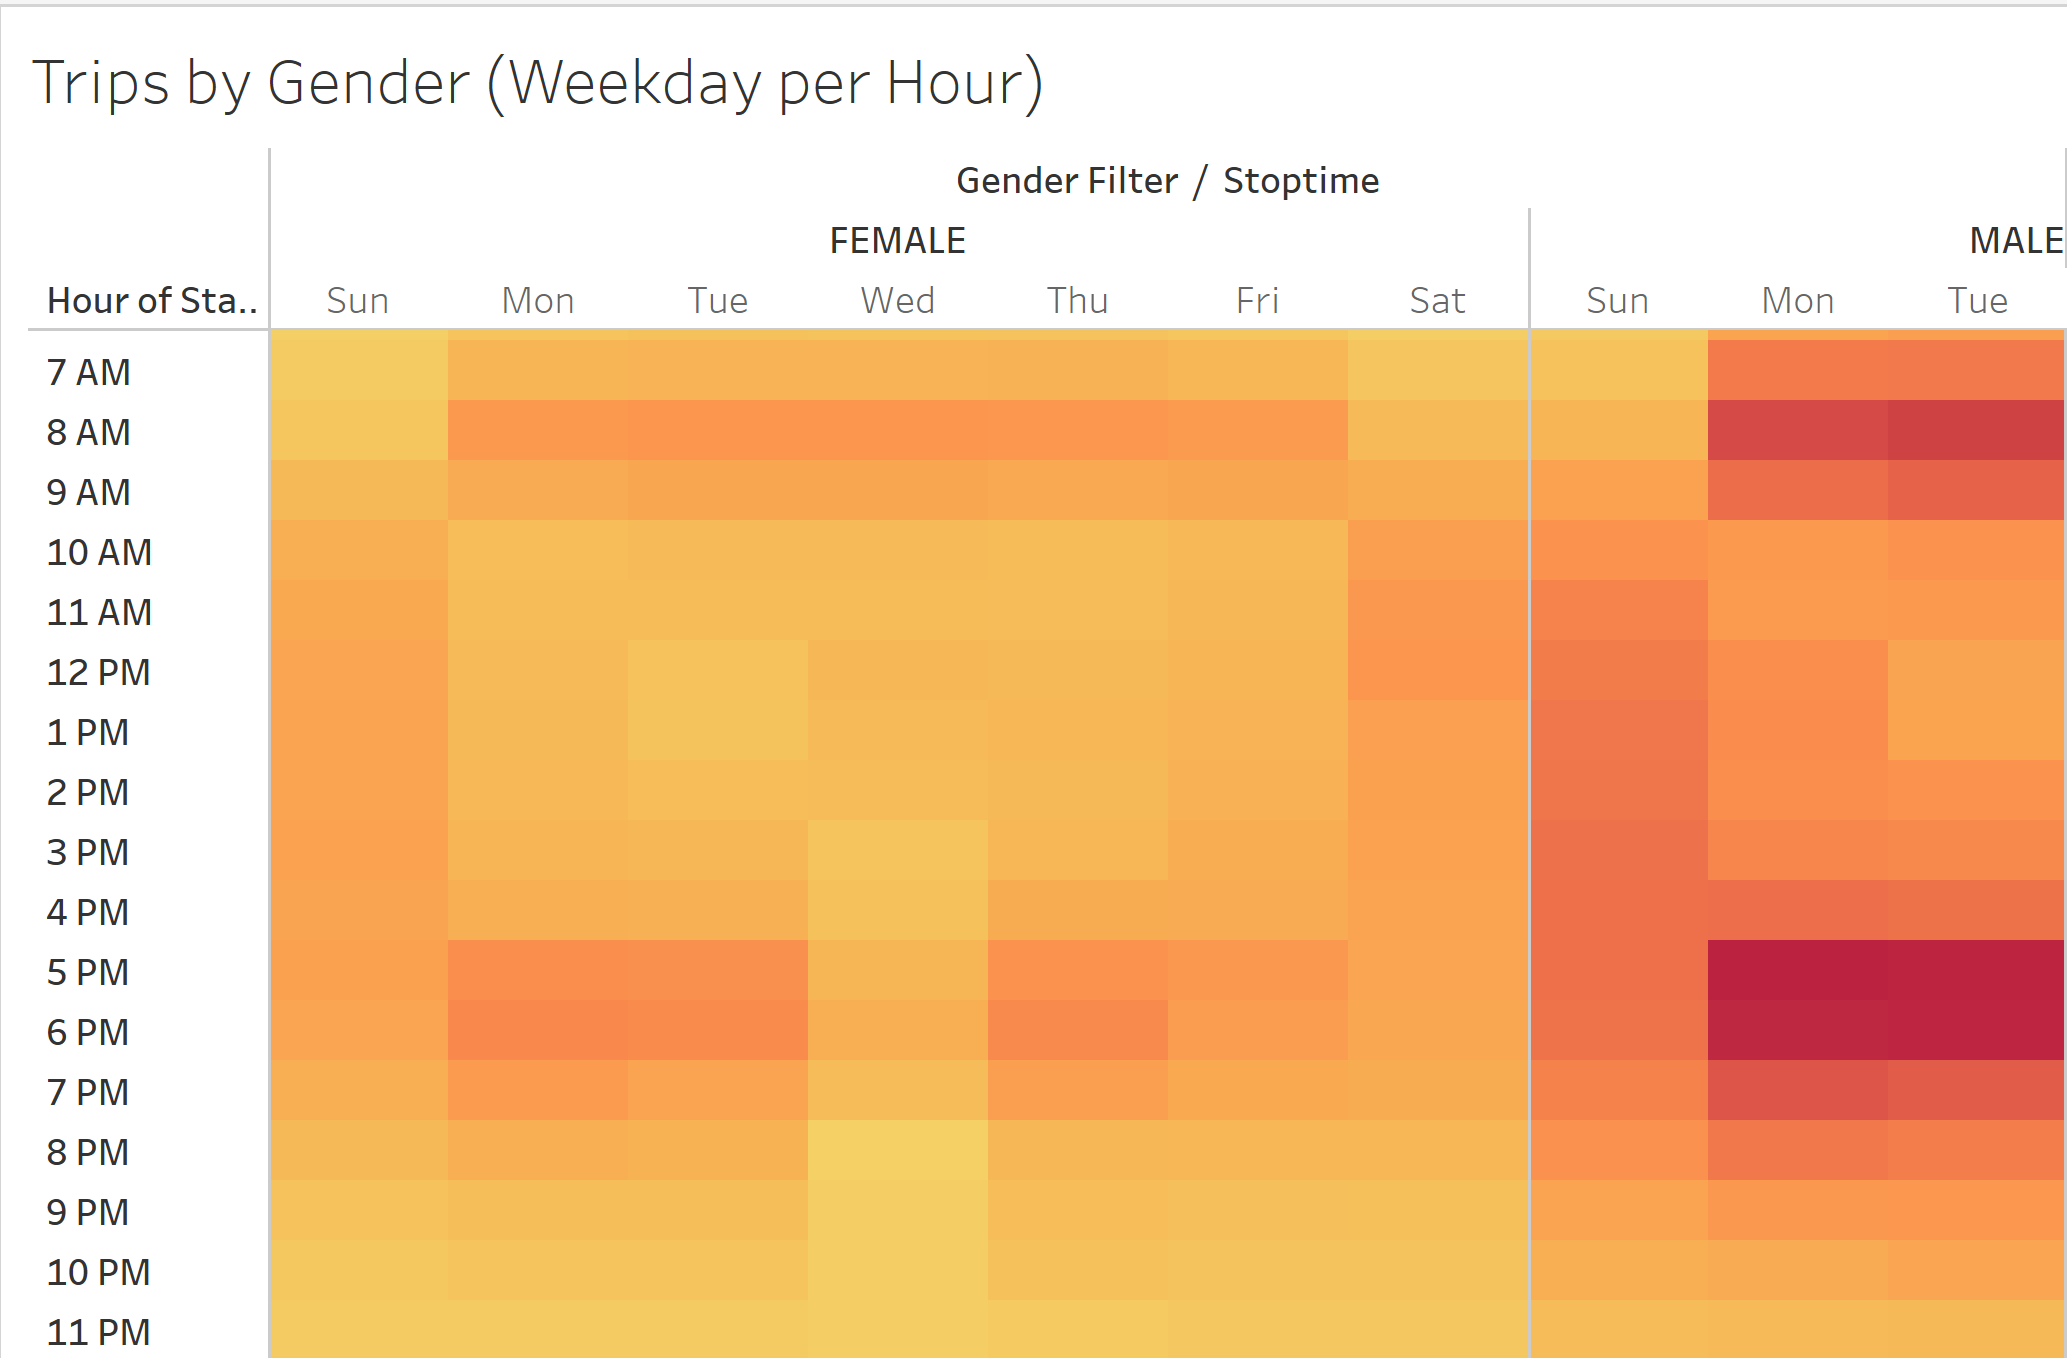 Trips by Gender (Weekday per Hour)
Gender Filter / Stoptime
FEMALE MALE
Hour of Sta.. Sun Mon Tue Wed Thu Fri Sat Sun Mon Tue
7 AM
8 AM
9 AM
10 AM
11 AM
12 PM
1 PM
2 PM
3 PM
4 PM
5 PM
6 PM
7 PM
8 PM
9 PM
10 PM
11 PM